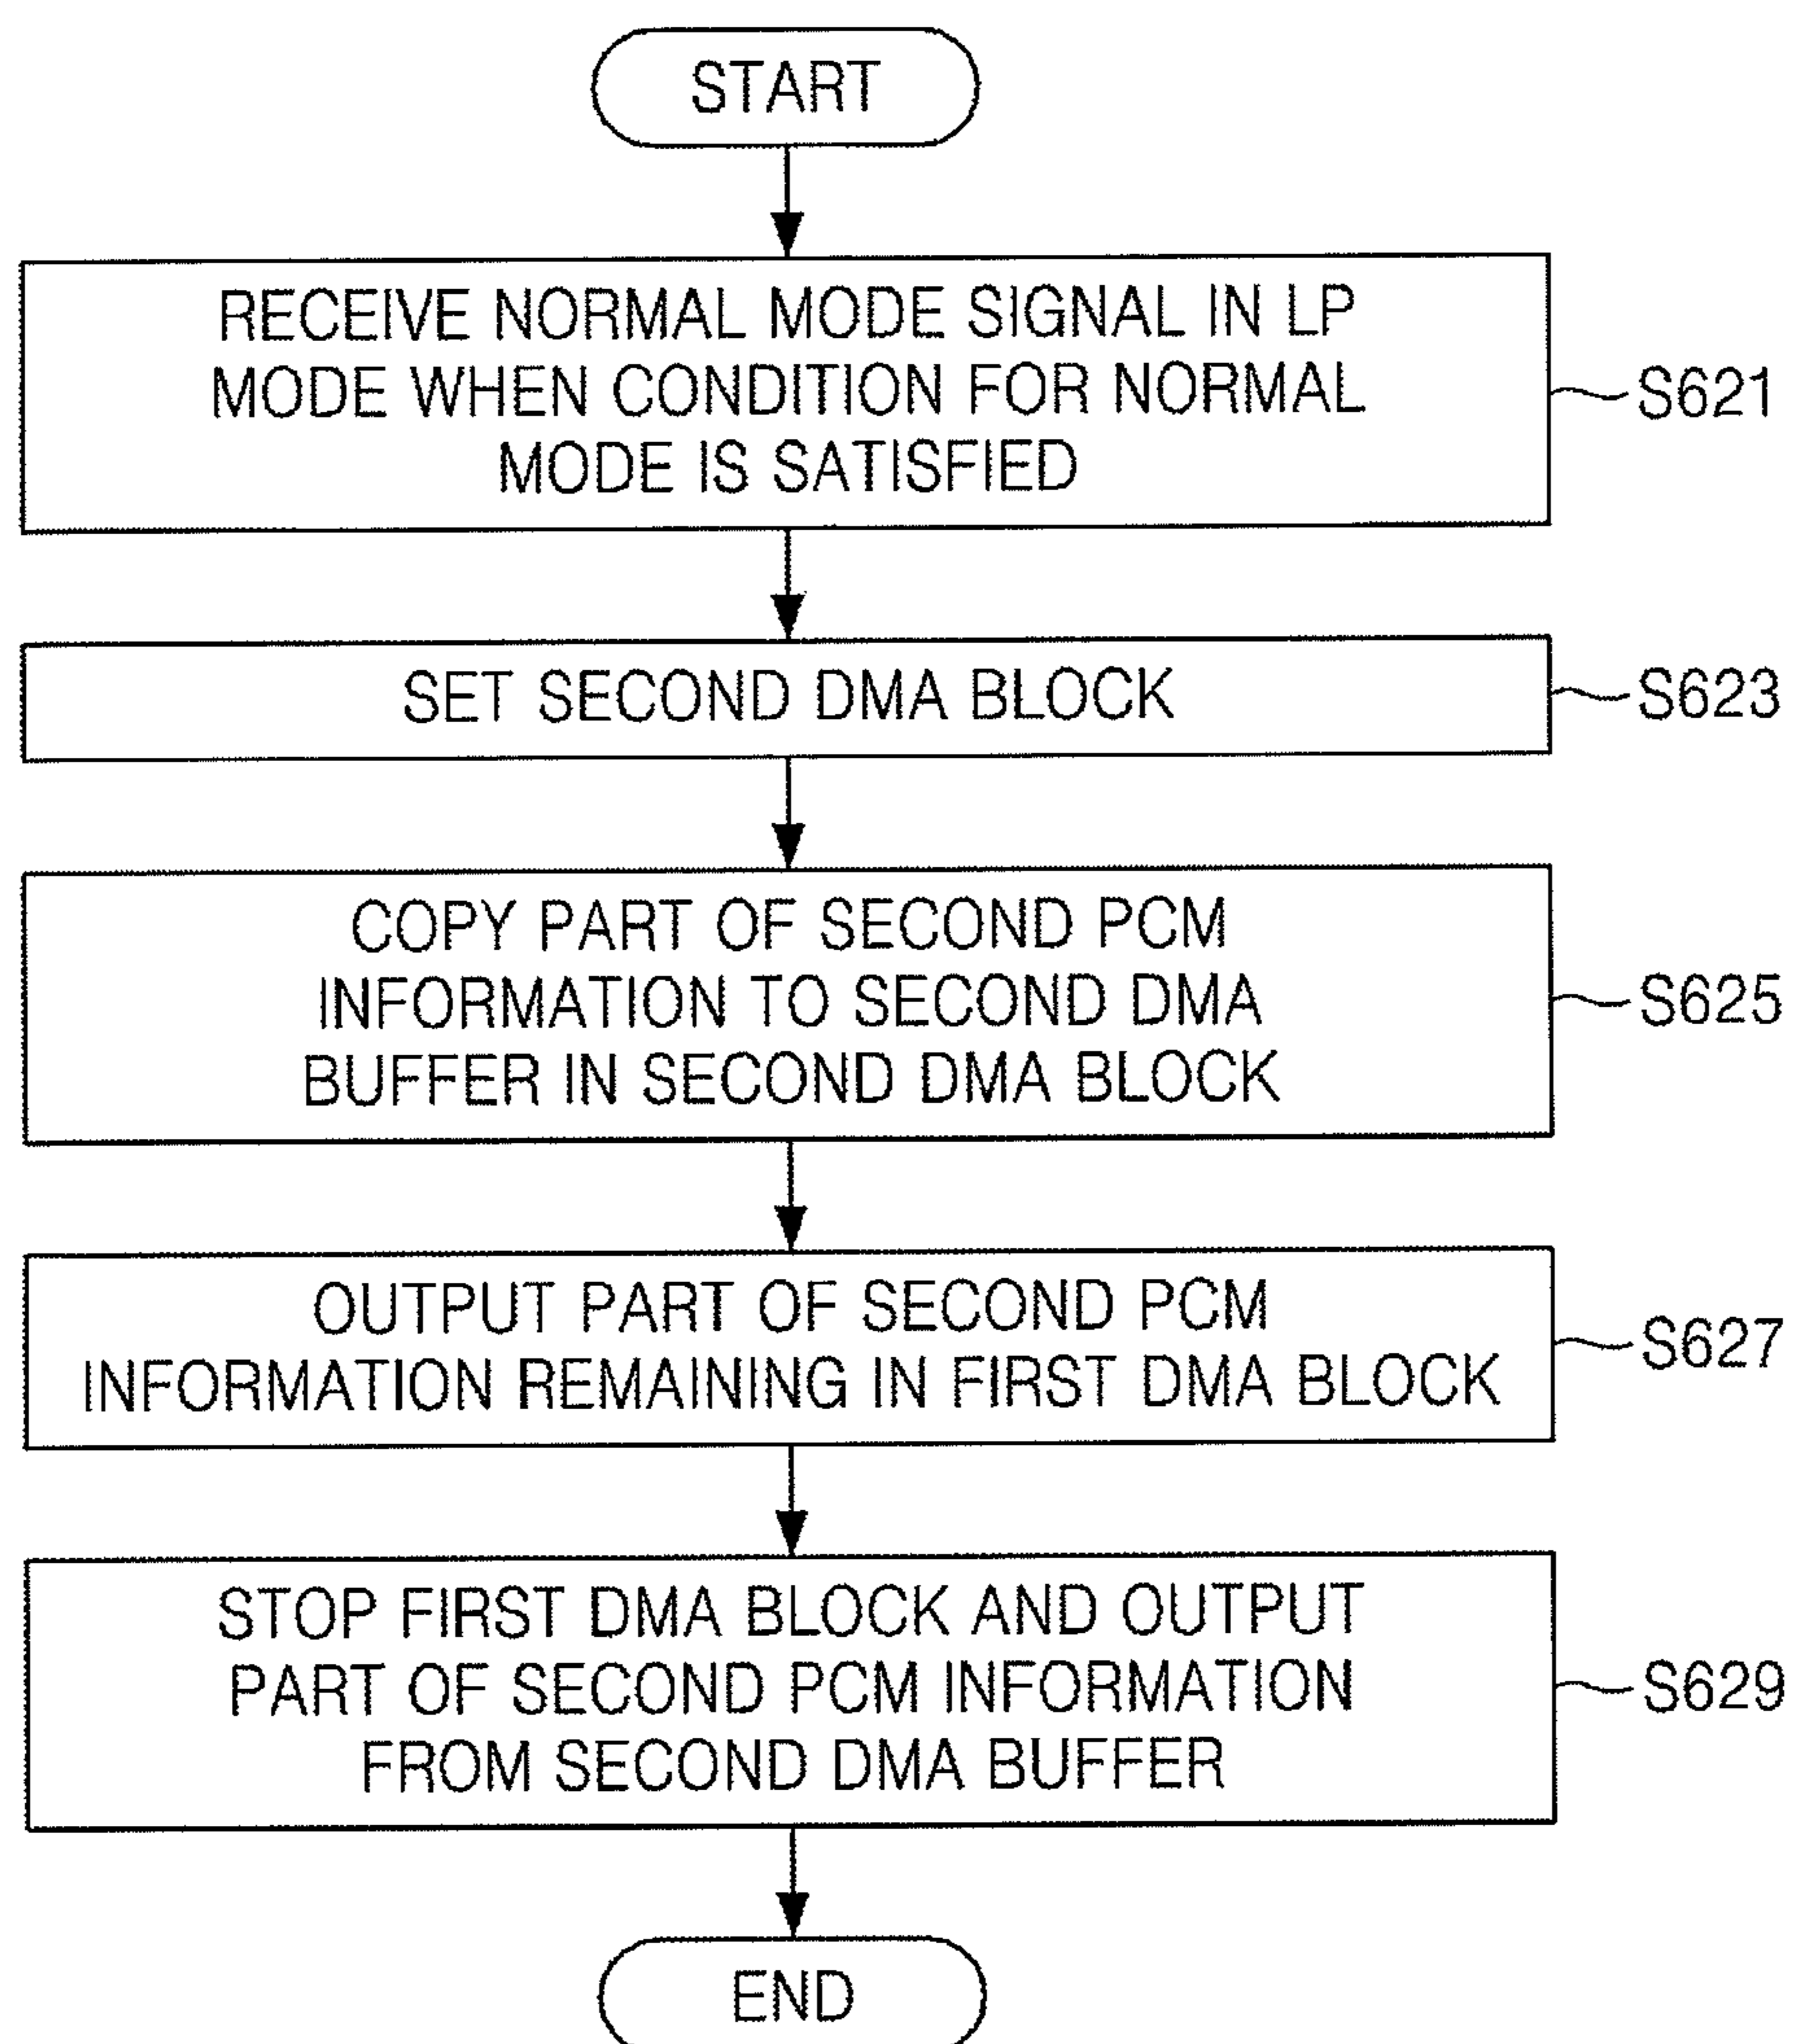 START
RECEIVE NORMAL MODE SIGNAL IN LP
MODE WHEN CONDITION FOR NORMAL
MODE IS SATISFIED
S621
SET SECOND DMA BLOCK
S623
COPY PART OF SECOND PCM
INFORMATION TO SECOND DMA
BUFFER IN SECOND DMA BLOCK
S625
OUTPUT PART OF SECOND PCM
INFORMATION REMAINING IN FIRST DMA BLOCK
S627
STOP FIRST DMA BLOCK AND OUTPUT
PART OF SECOND PCM INFORMATION
FROM SECOND DMA BUFFER
S629
END